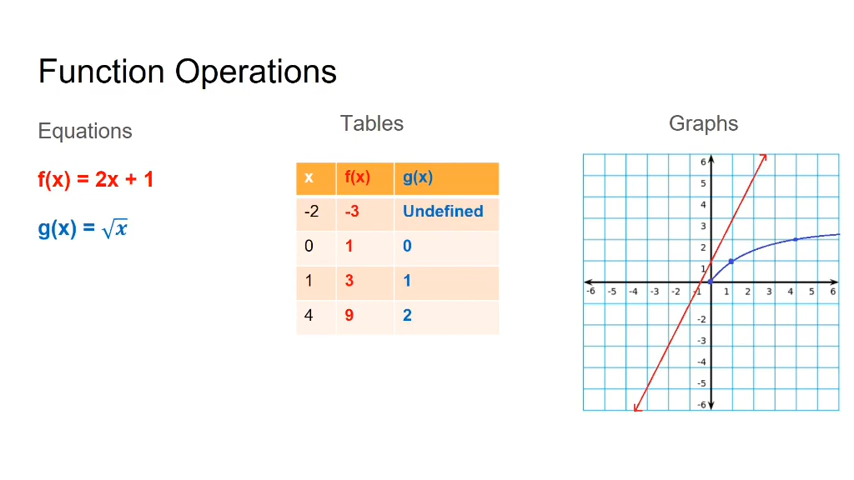 Function Operations
Equations
f(x) = 2x + 1
g(x) = √x
Tables
x f(x) g(x)
-2 -3 Undefined
0 1 0
1 3 1
4 9 2
Graphs
6
5
4
3
2
1
-6 -5 -4 -3 -2 -1 1 2 3 4 5 6
-2
-3
-4
-5
-6